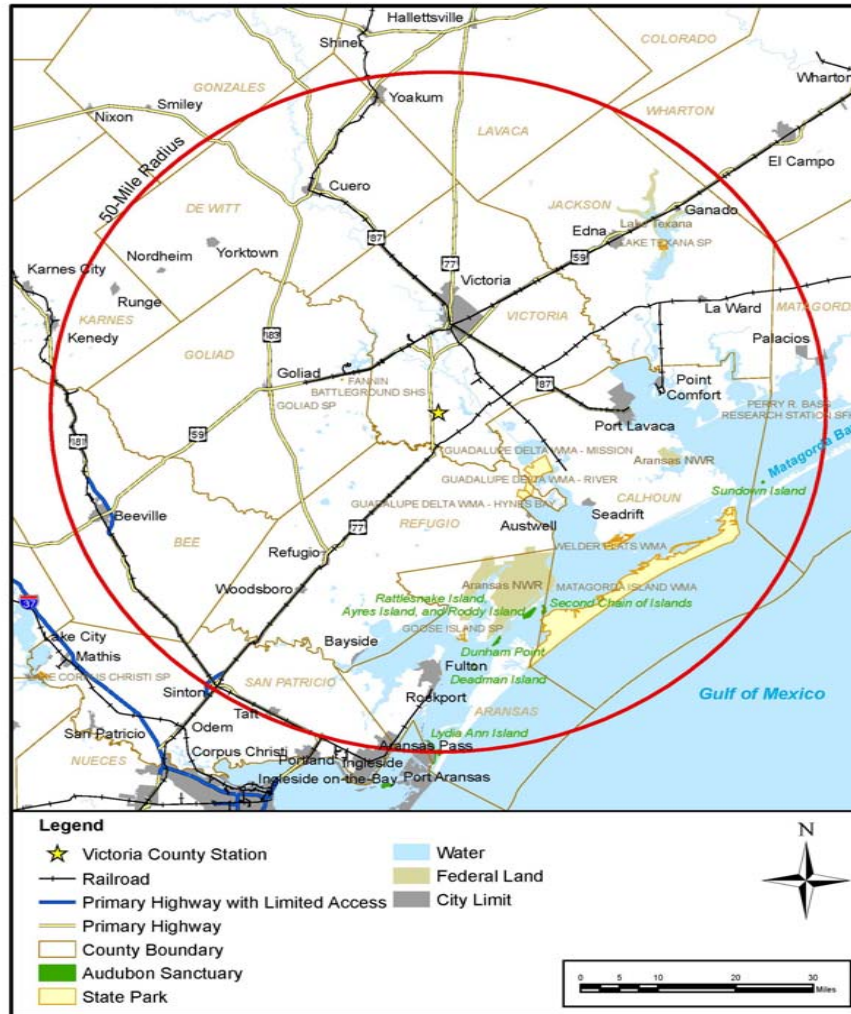 Hallettsville
Shiner
COLORADO
Wharton
GONZALES
Yoakum
Smiley
Nixon
WHARTON
LAVACA
El Campo
50-Mile Radius
Cuero
DE WITT
JACKSON
Ganado
Lake Texana
Edna
LAKE TEXANA SP
87
Yorktown
59
Nordheim
77
Karnes City
Victoria
Runge
La Ward
MATAGORDA
KARNES
VICTORIA
Kenedy
183
Palacios
GOLIAD
Goliad
FANNIN
BATTLEGROUND SHS
87
Point
Comfort
GOLIAD SP
PERRY R. BASS
RESEARCH STATION SFH
Port Lavaca
59
181
GUADALUPE DELTA WMA - MISSION
Aransas NWR
Matagorda Bay
GUADALUPE DELTA WMA - RIVER
Sundown Island
CALHOUN
GUADALUPE DELTA WMA - HYNES BAY
Seadrift
Beeville
REFUGIO
Austwell
77
BEE
Refugio
WELDER FLATS WMA
Woodsboro
Aransas NWR
MATAGORDA ISLAND WMA
37
Rattlesnake Island,
Ayres Island, and Roddy Island
Second Chain of Islands
GOOSE ISLAND SP
Lake City
Bayside
Dunham Point
Mathis
Fulton
Deadman Island
LAKE CORPUS CHRISTI SP
SAN PATRICIO
Sinton
Rockport
Gulf of Mexico
Taft
ARANSAS
San Patricio
Odem
Lydia Ann Island
Corpus Christi
Aransas Pass
NUECES
Portland
Ingleside
Ingleside on-the-Bay
Port Aransas
Legend
Victoria County Station
Railroad
Primary Highway with Limited Access
Primary Highway
County Boundary
Audubon Sanctuary
State Park
Water
Federal Land
City Limit
N
0 5 10 20 30
Miles